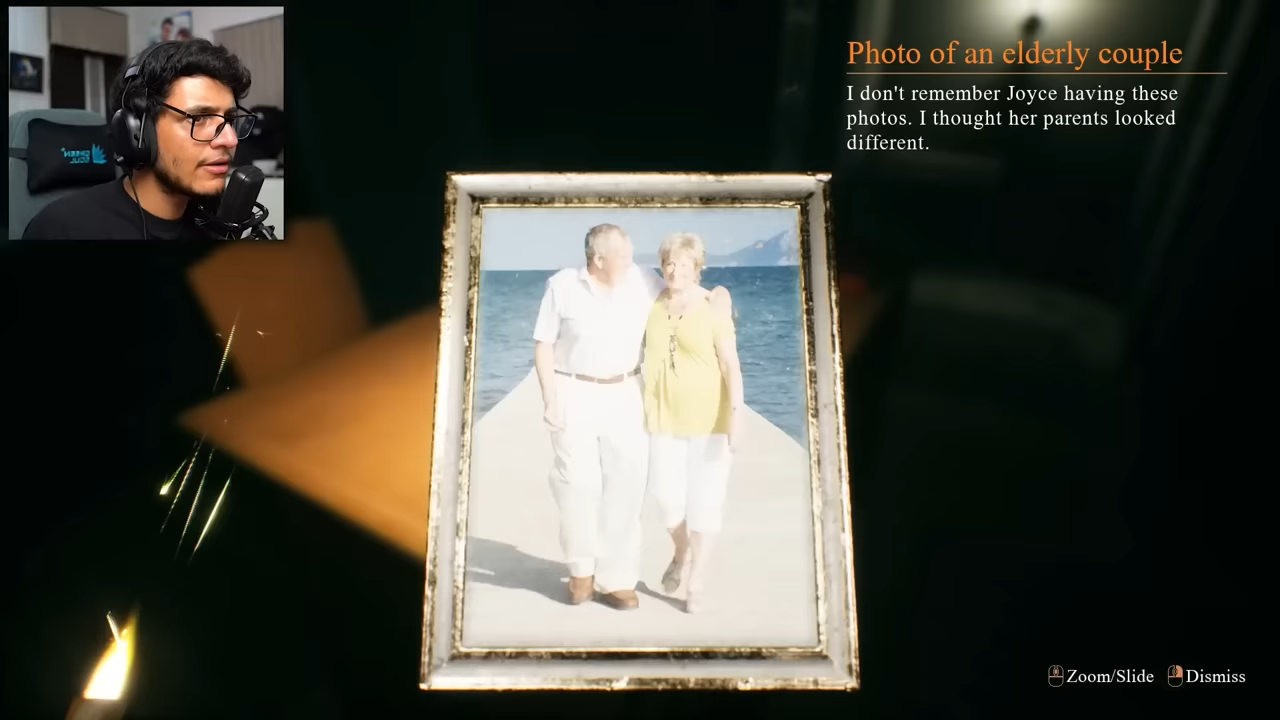 Photo of an elderly couple
I don't remember Joyce having these
photos. I thought her parents looked
different.
Zoom/Slide Dismiss